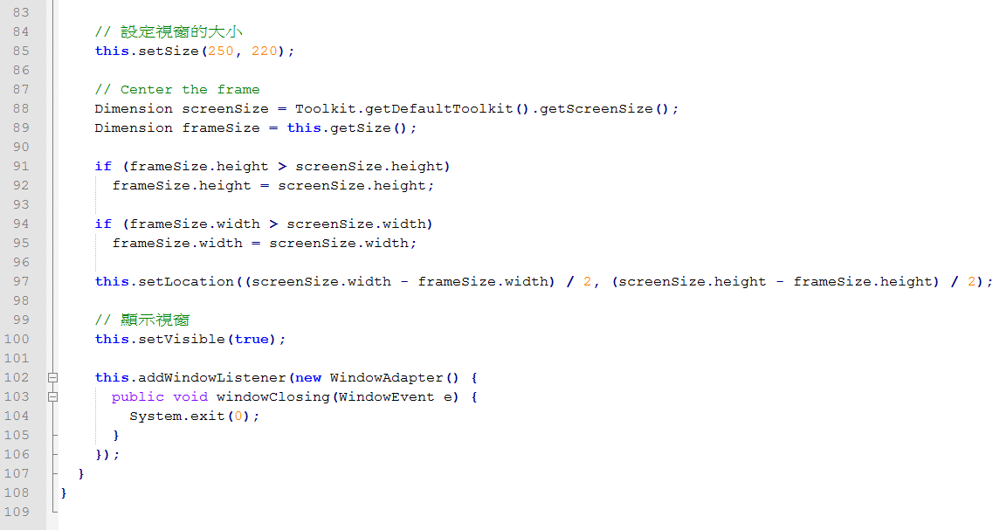 83
84     // 設定視窗的大小
85     this.setSize(250, 220);
86
87     // Center the frame
88     Dimension screenSize = Toolkit.getDefaultToolkit().getScreenSize();
89     Dimension frameSize = this.getSize();
90
91     if (frameSize.height > screenSize.height)
92       frameSize.height = screenSize.height;
93
94     if (frameSize.width > screenSize.width)
95       frameSize.width = screenSize.width;
96
97     this.setLocation((screenSize.width - frameSize.width) / 2, (screenSize.height - frameSize.height) / 2);
98
99     // 顯示視窗
100     this.setVisible(true);
101
102     this.addWindowListener(new WindowAdapter() {
103       public void windowClosing(WindowEvent e) {
104         System.exit(0);
105       }
106     });
107   }
108 }
109